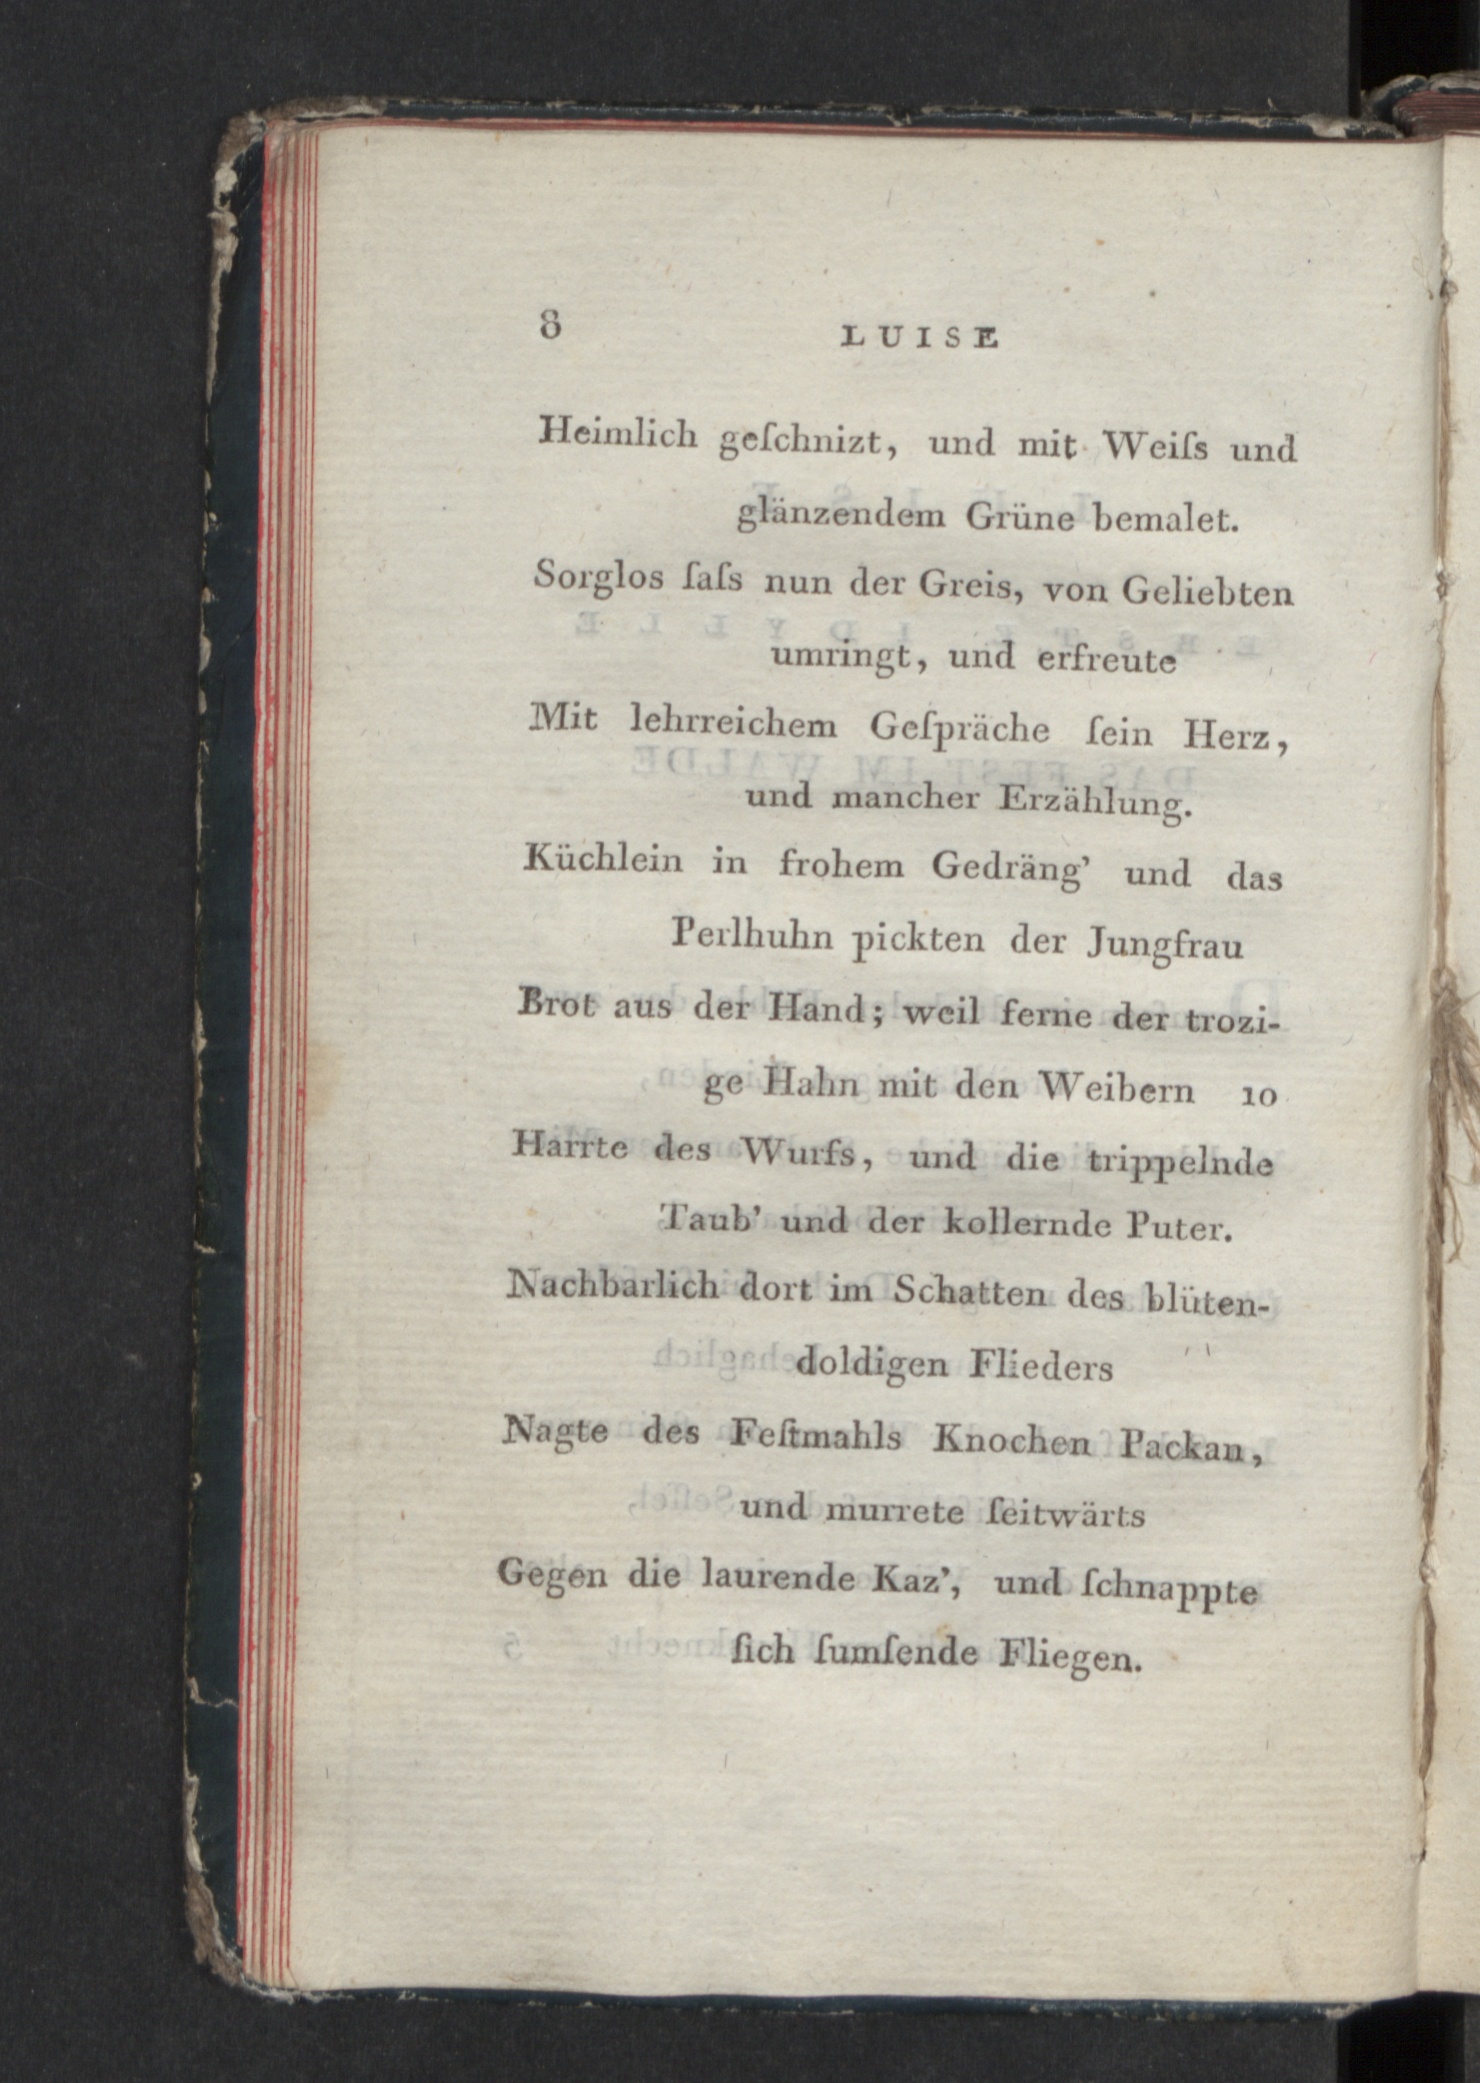 8 LUISE
Heimlich geſchnizt, und mit Weiſs und
glänzendem Grüne bemalet.
Sorglos ſaſs nun der Greis, von Geliebten
umringt, und erfreute
Mit lehrreichem Geſpräche ſein Herz,
und mancher Erzählung.
Küchlein in frohem Gedräng’ und das
Perlhuhn pickten der Jungfrau
Brot aus der Hand; weil ferne der trozi-
ge Hahn mit den Weibern 10
Harrte des Wurfs, und die trippelnde
Taub’ und der kollernde Puter.
Nachbarlich dort im Schatten des blüten-
doldigen Flieders
Nagte des Feſtmahls Knochen Packan,
und murrete ſeitwärts
Gegen die laurende Kaz’, und ſchnappte
ſich ſumſende Fliegen.